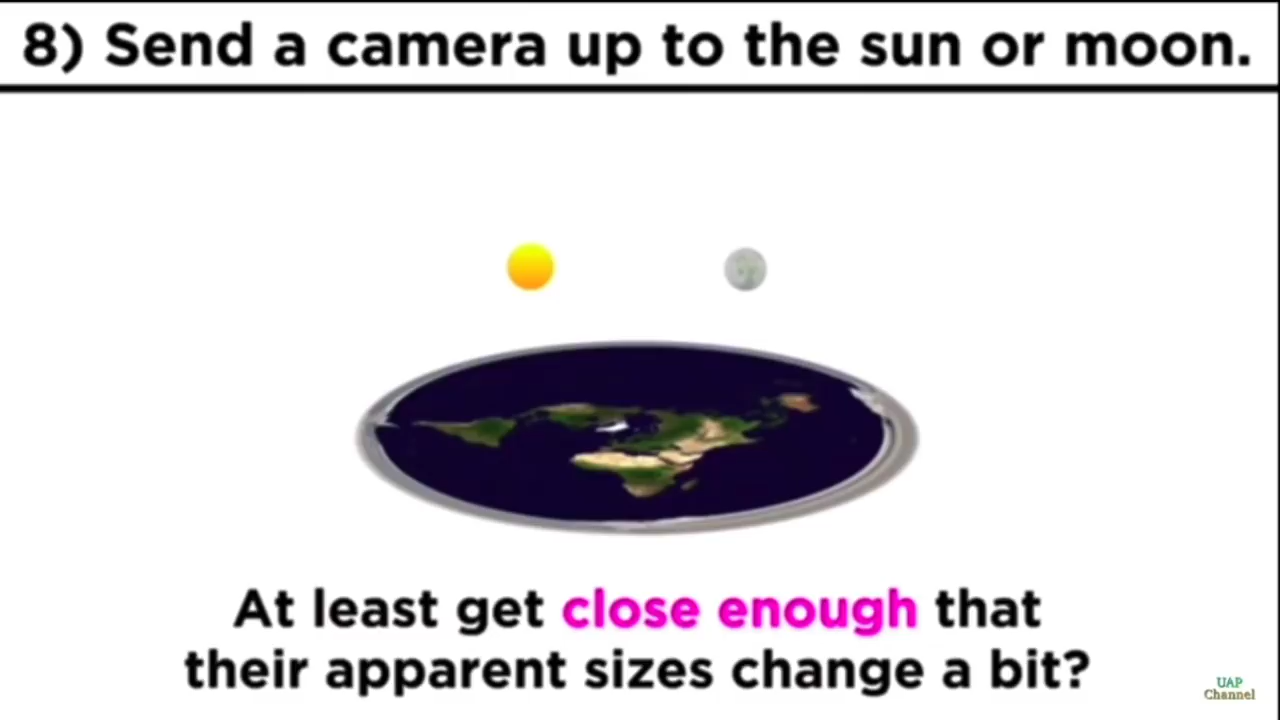 8) Send a camera up to the sun or moon.
At least get close enough that
their apparent sizes change a bit?
UAP
Channel